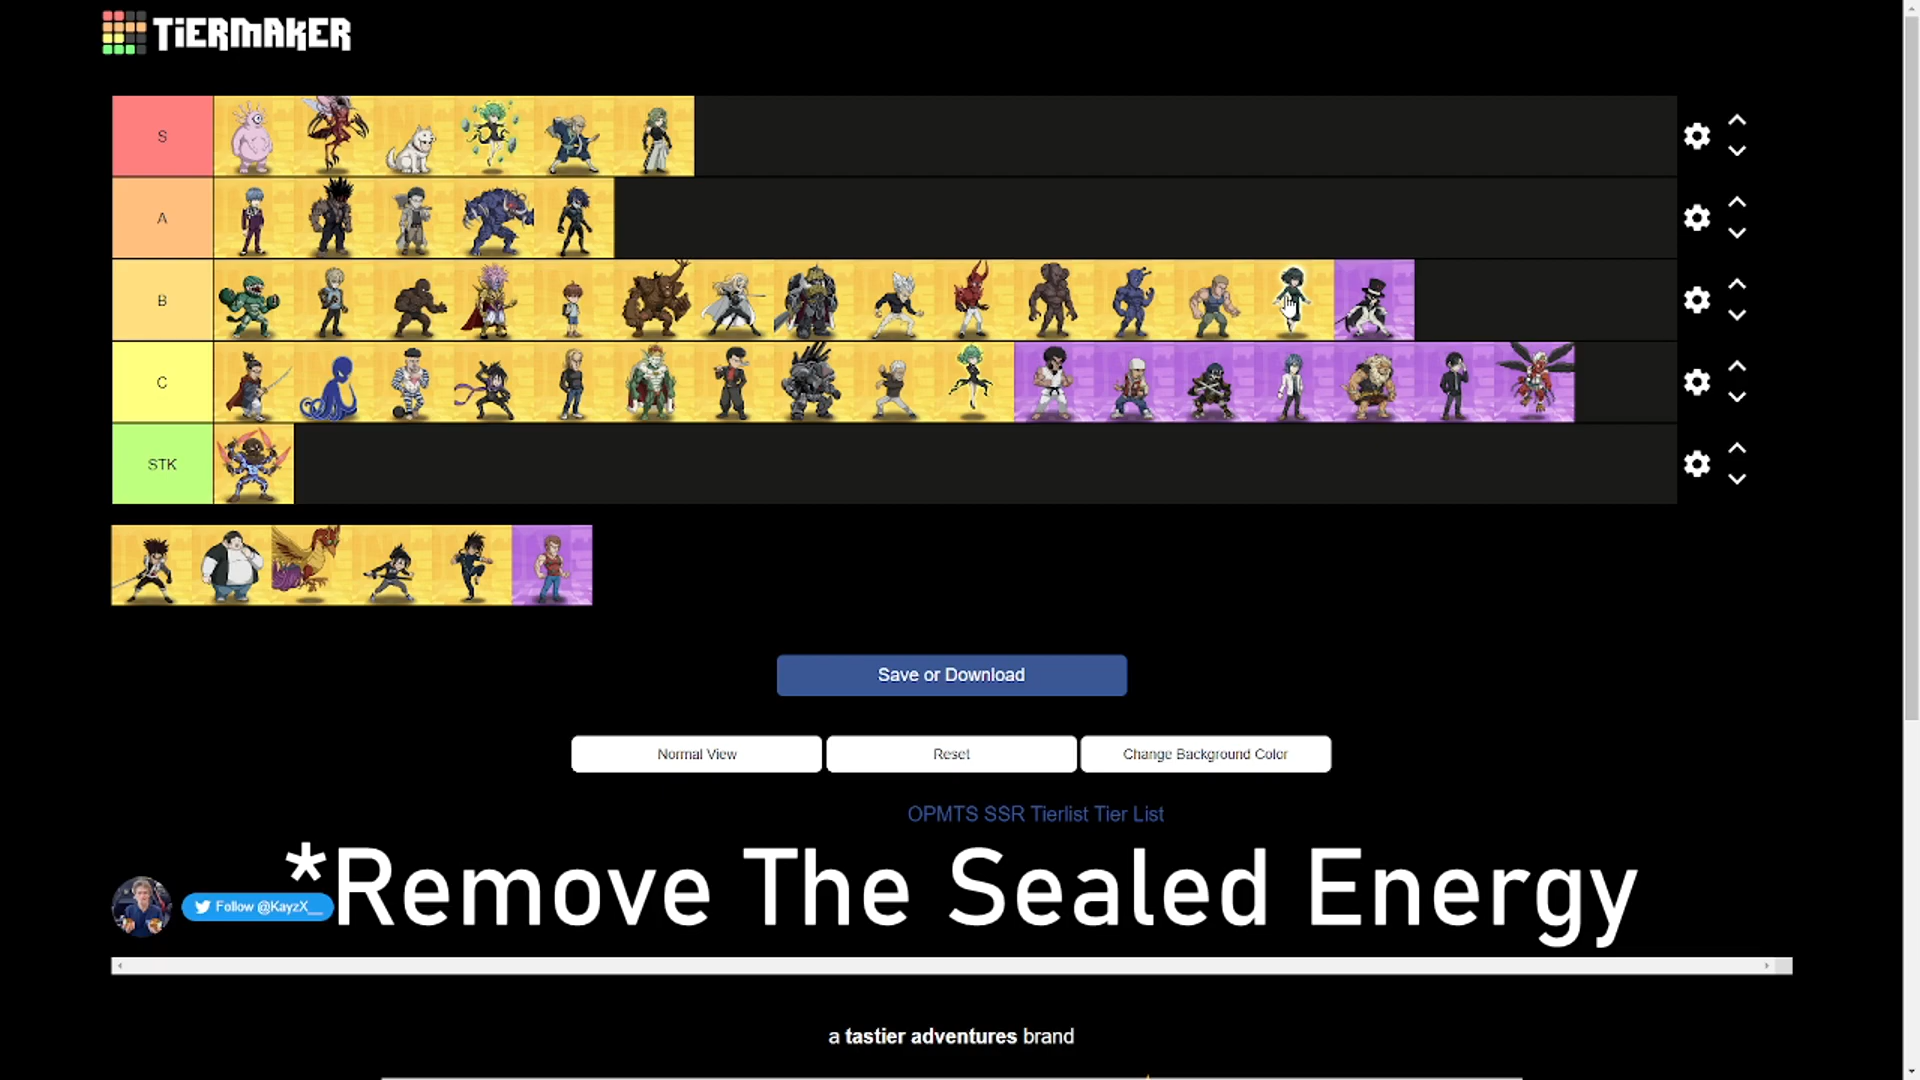 TiERMAKER
S
A
B
C
STK
Save or Download
Normal View
Reset
Change Background Color
OPMTS SSR Tierlist Tier List
*Remove The Sealed Energy
Follow @KayzX__
a tastier adventures brand